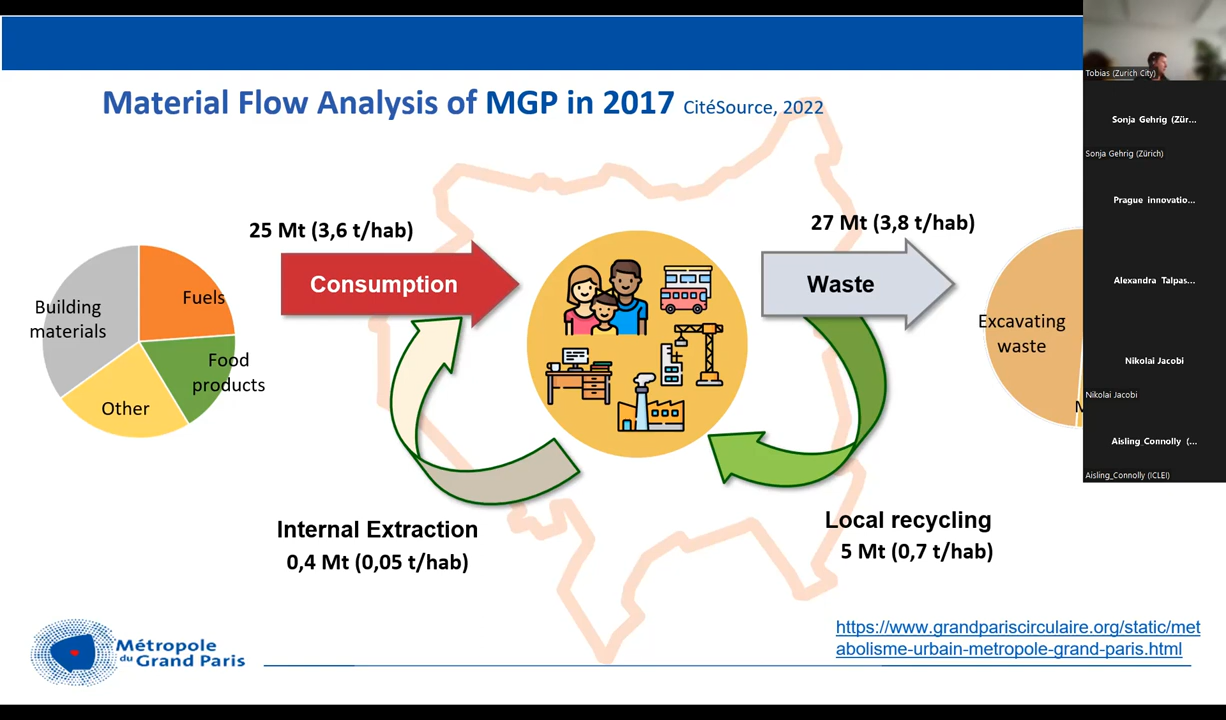 Material Flow Analysis of MGP in 2017 CitéSource, 2022
25 Mt (3,6 t/hab)
27 Mt (3,8 t/hab)
Consumption
Waste
Building
materials
Fuels
Food
products
Other
Excavating
waste
Internal Extraction
0,4 Mt (0,05 t/hab)
Local recycling
5 Mt (0,7 t/hab)
https://www.grandpariscirculaire.org/static/met
abolisme-urbain-metropole-grand-paris.html
Métropole
du Grand Paris
Tobias (Zurich City)
Sonja Gehrig (Zür...
Sonja Gehrig (Zürich)
Prague innovatio...
Alexandra Talpas...
Nikolai Jacobi
Nikolai Jacobi
Aisling Connolly (...
Aisling_Connolly (ICLEI)